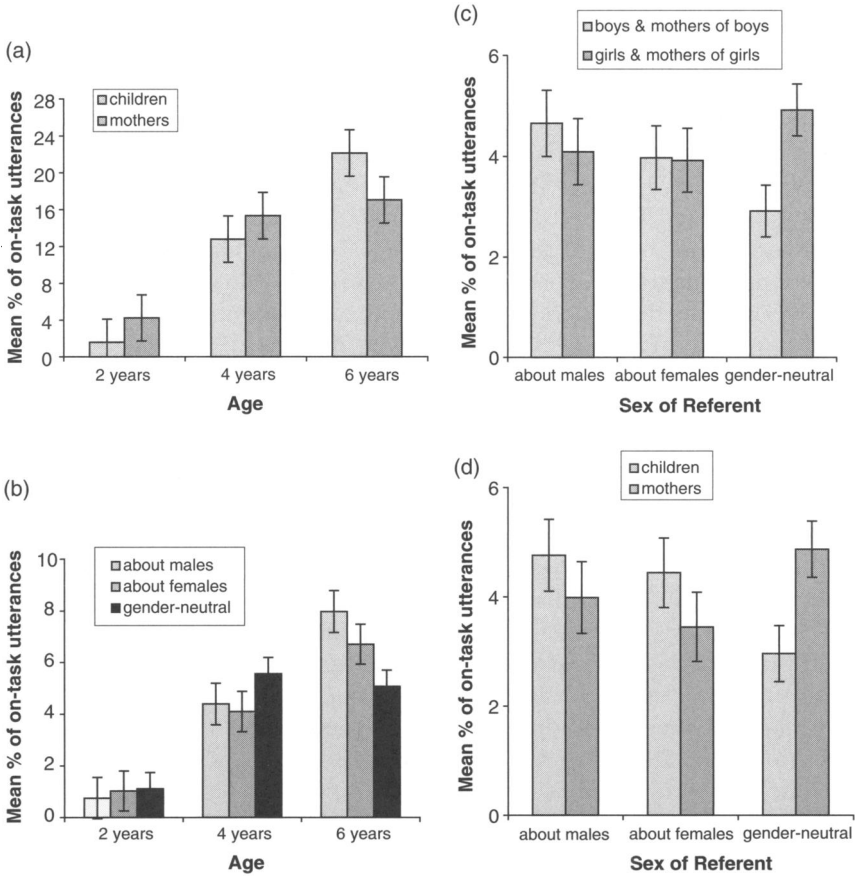 (a)
children
mothers
Mean % of on-task utterances
28
24
20
16
12
8
4
0
2 years 4 years 6 years
Age
(b)
about males
about females
gender-neutral
Mean % of on-task utterances
10
8
6
4
2
0
2 years 4 years 6 years
Age
(c)
boys & mothers of boys
girls & mothers of girls
Mean % of on-task utterances
6
4
2
0
about males about females gender-neutral
Sex of Referent
(d)
children
mothers
Mean % of on-task utterances
6
4
2
0
about males about females gender-neutral
Sex of Referent